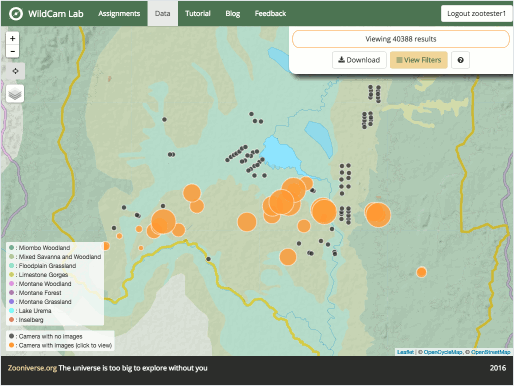 WildCam Lab Assignments Data Tutorial Blog Feedback Logout zootester1
Viewing 40388 results
Download View Filters ?
+
−
: Miombo Woodland
: Mixed Savanna and Woodland
: Floodplain Grassland
: Limestone Gorges
: Montane Woodland
: Montane Forest
: Montane Grassland
: Lake Urema
: Inselberg
: Camera with no images
: Camera with images (click to view)
Leaflet | © OpenCycleMap, © OpenStreetMap
Zooniverse.org The universe is too big to explore without you 2016